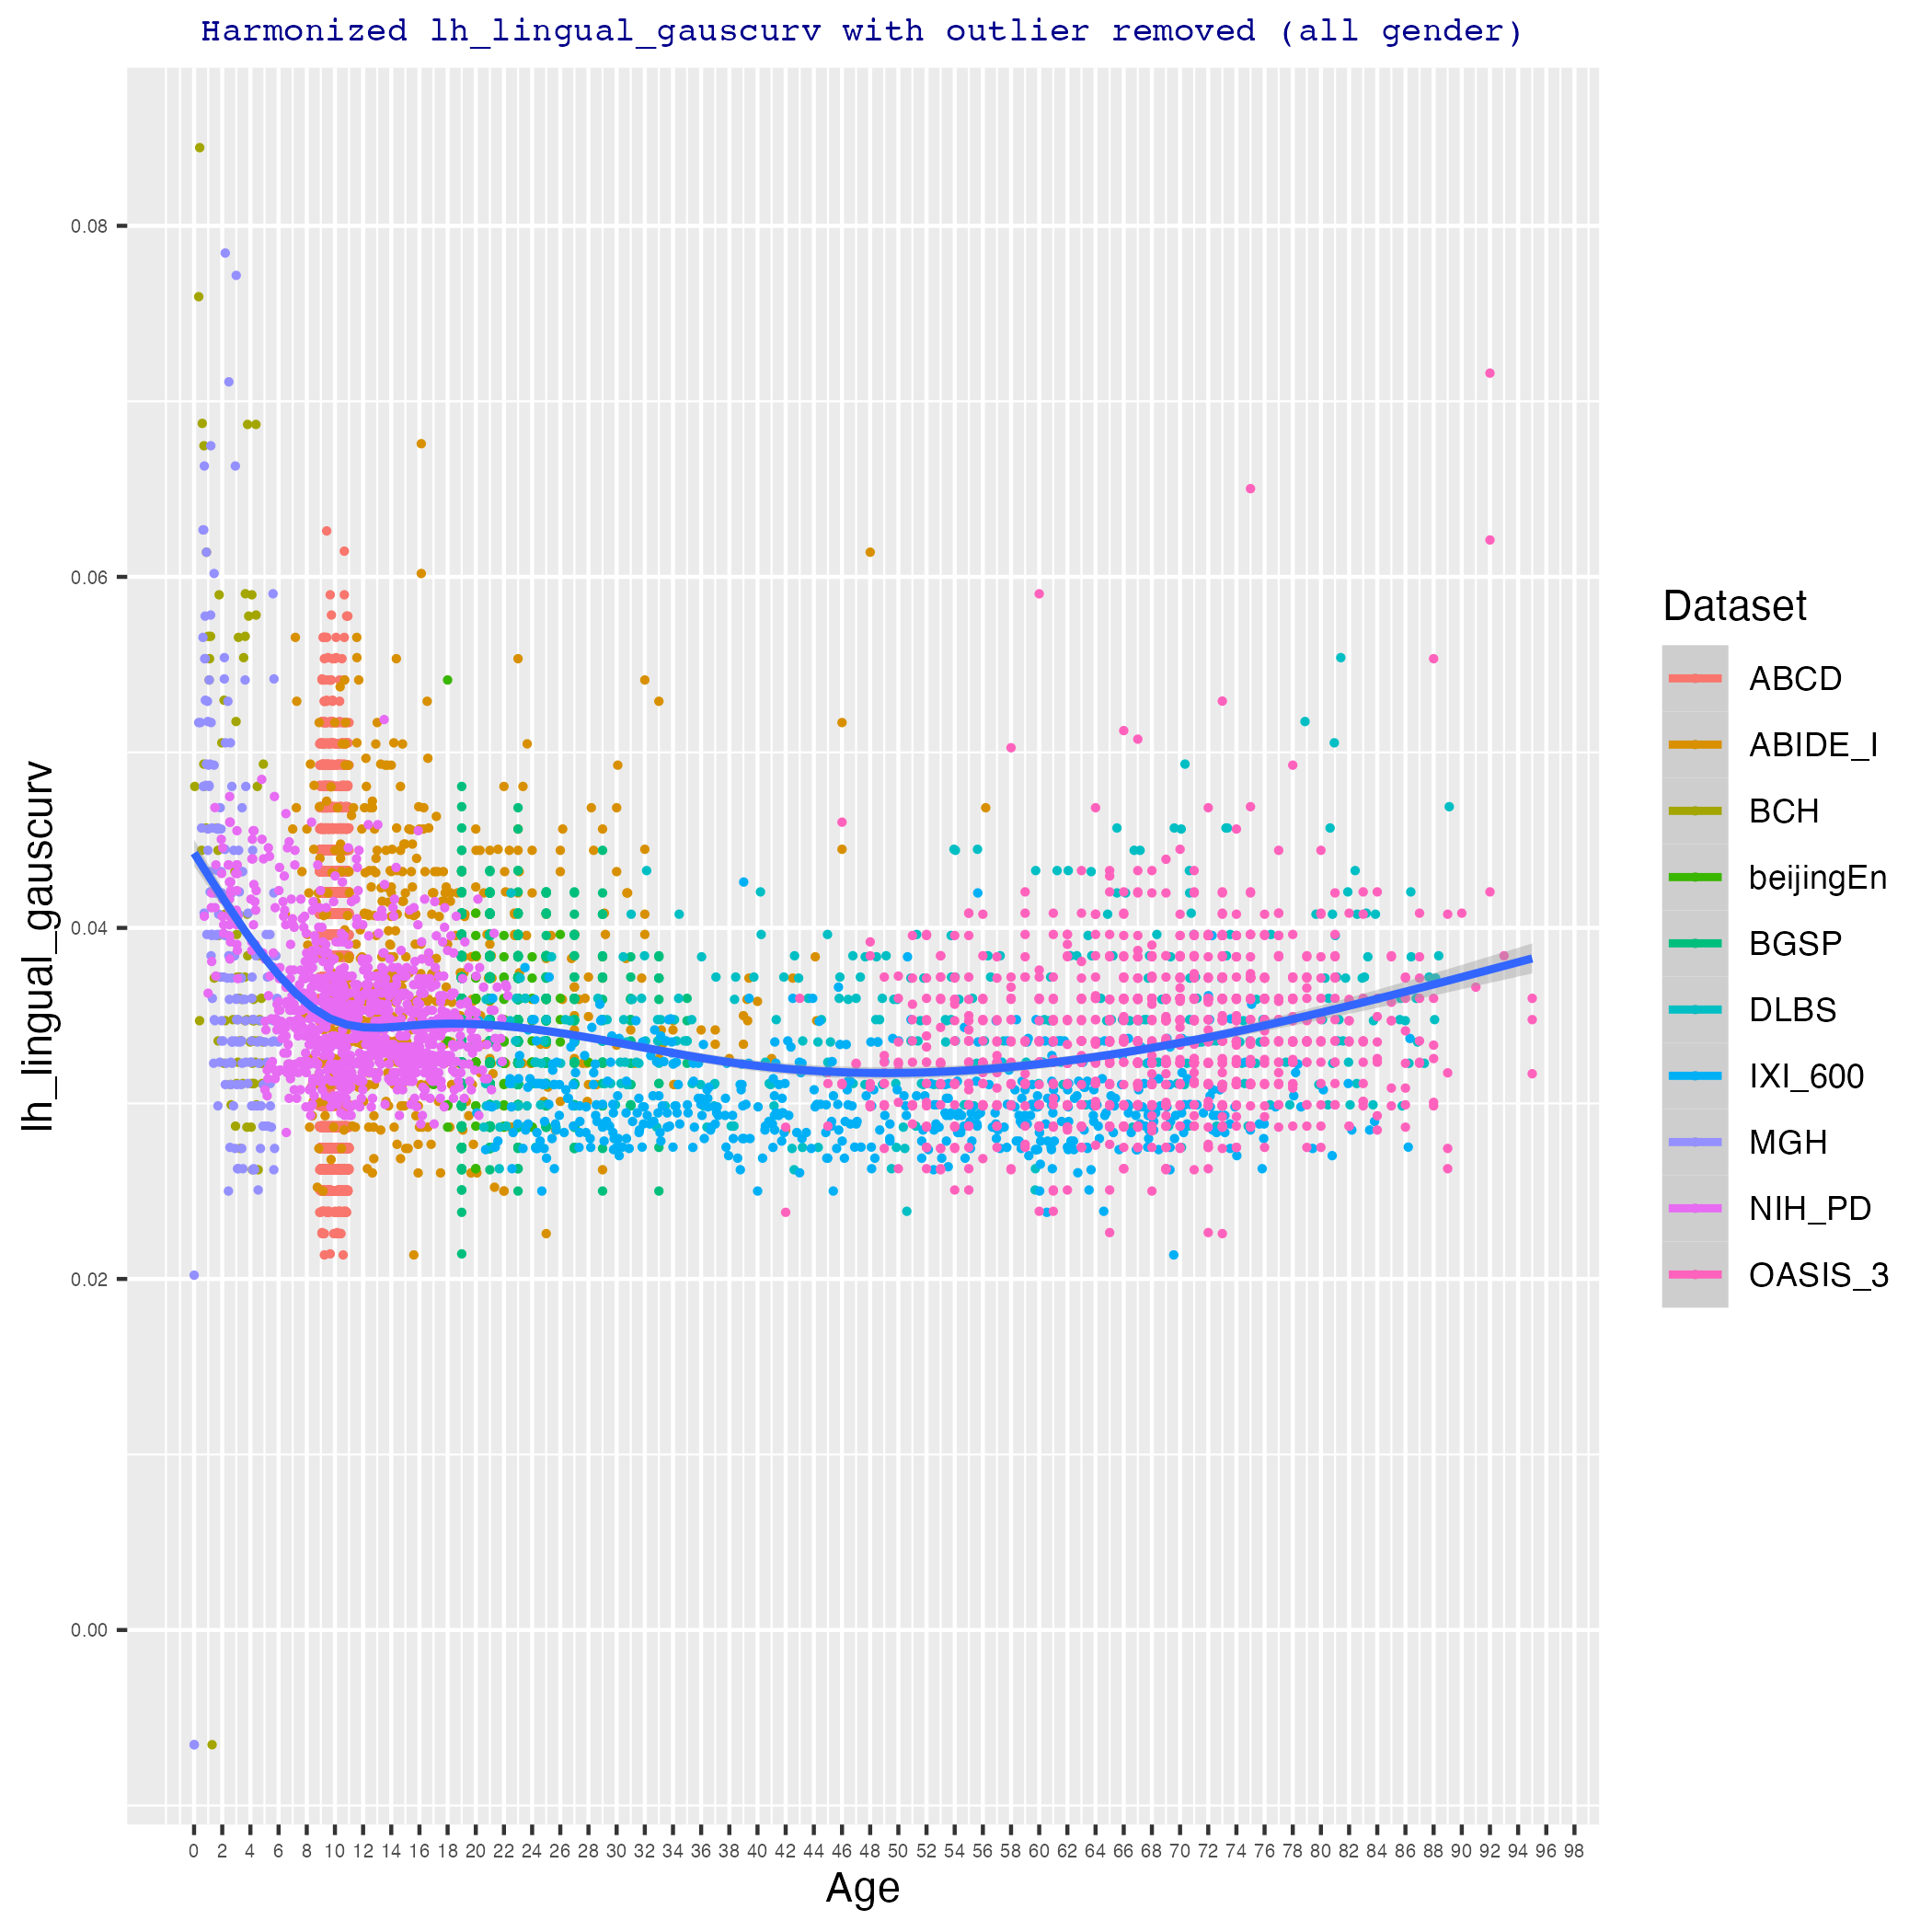 Harmonized lh_lingual_gauscurv with outlier removed (all gender)
lh_lingual_gauscurv
0.08
0.06
0.04
0.02
0.00
0 2 4 6 8 10 12 14 16 18 20 22 24 26 28 30 32 34 36 38 40 42 44 46 48 50 52 54 56 58 60 62 64 66 68 70 72 74 76 78 80 82 84 86 88 90 92 94 96 98
Age
Dataset
ABCD
ABIDE_I
BCH
beijingEn
BGSP
DLBS
IXI_600
MGH
NIH_PD
OASIS_3